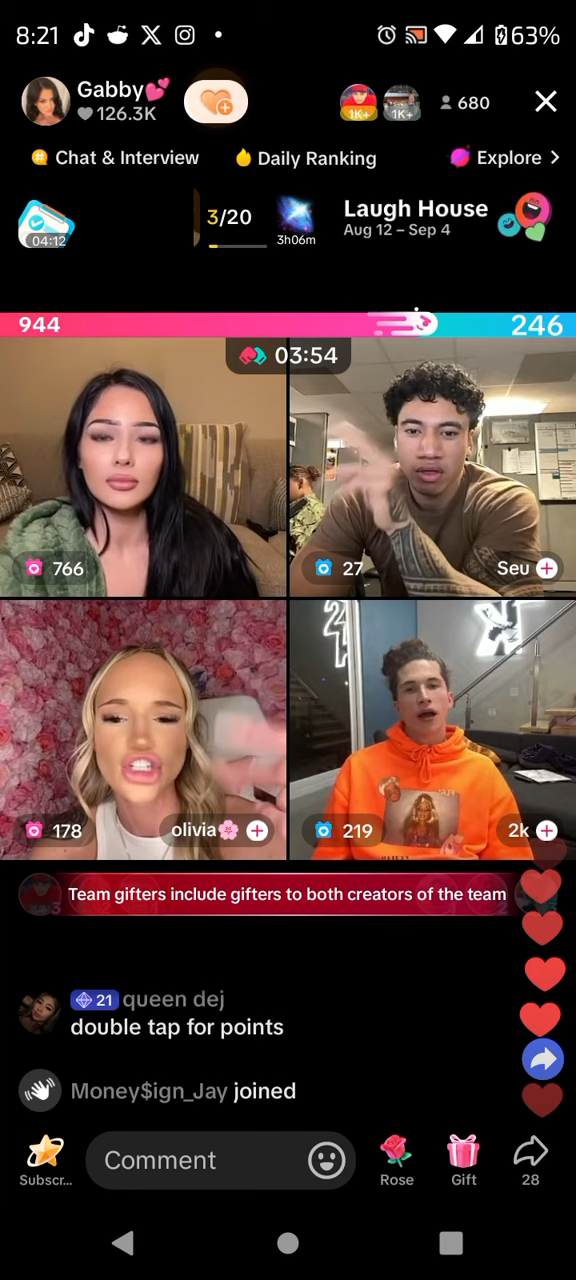 8:21
63%
Gabby💕
126.3K
1K+
1K+
680
Chat & Interview
Daily Ranking
Explore
04:12
3/20
3h06m
Laugh House
Aug 12 – Sep 4
944
246
03:54
766
27
Seu
178
olivia🌸
219
2k
Team gifters include gifters to both creators of the team
21
queen dej
double tap for points
Money$ign_Jay joined
Comment
Subscr...
Rose
Gift
28